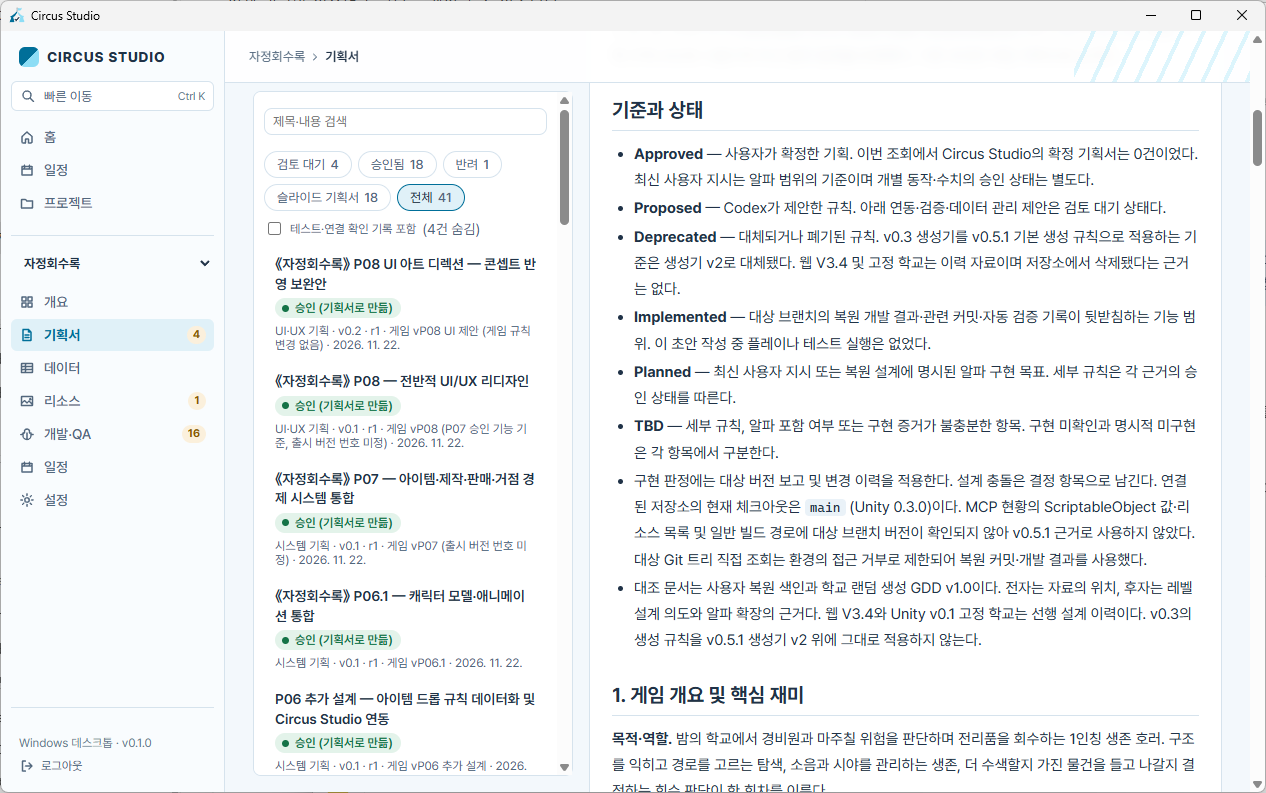 Circus Studio
CIRCUS STUDIO
빠른 이동 Ctrl K
홈
일정
프로젝트
자정회수록
개요
기획서 4
데이터
리소스 1
개발·QA 16
일정
설정
Windows 데스크톱 · v0.1.0
로그아웃
자정회수록 › 기획서
제목·내용 검색
검토 대기 4 승인됨 18 반려 1
슬라이드 기획서 18 전체 41
테스트·연결 확인 기록 포함 (4건 숨김)
《자정회수록》 P08 UI 아트 디렉션 — 콘셉트 반
영 보완안
승인 (기획서로 만듦)
UI·UX 기획 · v0.2 · r1 · 게임 vP08 UI 제안 (게임 규칙
변경 없음) · 2026. 11. 22.
《자정회수록》 P08 — 전반적 UI/UX 리디자인
승인 (기획서로 만듦)
UI·UX 기획 · v0.1 · r1 · 게임 vP08 (P07 승인 기능 기
준, 출시 버전 번호 미정) · 2026. 11. 22.
《자정회수록》 P07 — 아이템·제작·판매·거점 경
제 시스템 통합
승인 (기획서로 만듦)
시스템 기획 · v0.1 · r1 · 게임 vP07 (출시 버전 번호 미
정) · 2026. 11. 22.
《자정회수록》 P06.1 — 캐릭터 모델·애니메이
션 통합
승인 (기획서로 만듦)
시스템 기획 · v0.1 · r1 · 게임 vP06.1 · 2026. 11. 22.
P06 추가 설계 — 아이템 드롭 규칙 데이터화 및
Circus Studio 연동
승인 (기획서로 만듦)
시스템 기획 · v0.1 · r1 · 게임 vP06 추가 설계 · 2026.
기준과 상태
• Approved — 사용자가 확정한 기획. 이번 조회에서 Circus Studio의 확정 기획서는 0건이었다.
최신 사용자 지시는 알파 범위의 기준이며 개별 동작·수치의 승인 상태는 별도다.
• Proposed — Codex가 제안한 규칙. 아래 연동·검증·데이터 관리 제안은 검토 대기 상태다.
• Deprecated — 대체되거나 폐기된 규칙. v0.3 생성기를 v0.5.1 기본 생성 규칙으로 적용하는 기
준은 생성기 v2로 대체됐다. 웹 V3.4 및 고정 학교는 이력 자료이며 저장소에서 삭제됐다는 근거
는 없다.
• Implemented — 대상 브랜치의 복원 개발 결과·관련 커밋·자동 검증 기록이 뒷받침하는 기능 범
위. 이 초안 작성 중 플레이나 테스트 실행은 없었다.
• Planned — 최신 사용자 지시 또는 복원 설계에 명시된 알파 구현 목표. 세부 규칙은 각 근거의 승
인 상태를 따른다.
• TBD — 세부 규칙, 알파 포함 여부 또는 구현 증거가 불충분한 항목. 구현 미확인과 명시적 미구현
은 각 항목에서 구분한다.
• 구현 판정에는 대상 버전 보고 및 변경 이력을 적용한다. 설계 충돌은 결정 항목으로 남긴다. 연결
된 저장소의 현재 체크아웃은 main (Unity 0.3.0)이다. MCP 현황의 ScriptableObject 값·리
소스 목록 및 일반 빌드 경로에 대상 브랜치 버전이 확인되지 않아 v0.5.1 근거로 사용하지 않았다.
대상 Git 트리 직접 조회는 환경의 접근 거부로 제한되어 복원 커밋·개발 결과를 사용했다.
• 대조 문서는 사용자 복원 색인과 학교 랜덤 생성 GDD v1.0이다. 전자는 자료의 위치, 후자는 레벨
설계 의도와 알파 확장의 근거다. 웹 V3.4와 Unity v0.1 고정 학교는 선행 설계 이력이다. v0.3의
생성 규칙을 v0.5.1 생성기 v2 위에 그대로 적용하지 않는다.
1. 게임 개요 및 핵심 재미
목적·역할. 밤의 학교에서 경비원과 마주칠 위험을 판단하며 전리품을 회수하는 1인칭 생존 호러. 구조
를 익히고 경로를 고르는 탐색, 소음과 시야를 관리하는 생존, 더 수색할지 가진 물건을 들고 나갈지 결
정하는 회수 판단이 한 회차를 이룬다.